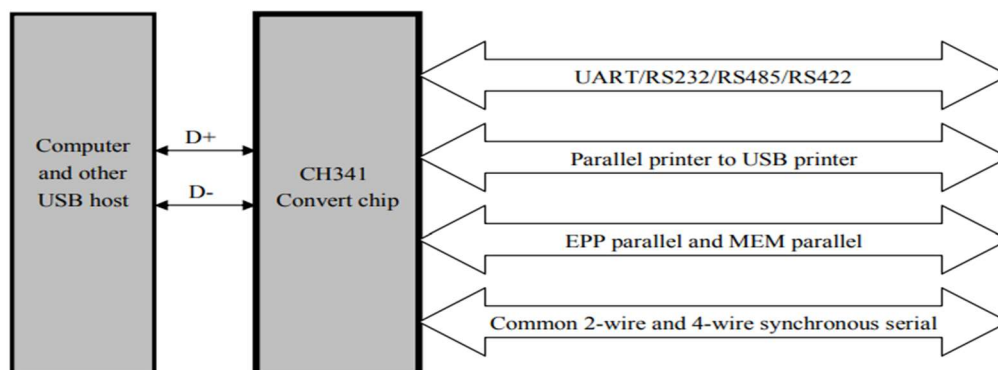 Computer
and other
USB host
D+
D-
CH341
Convert chip
UART/RS232/RS485/RS422
Parallel printer to USB printer
EPP parallel and MEM parallel
Common 2-wire and 4-wire synchronous serial